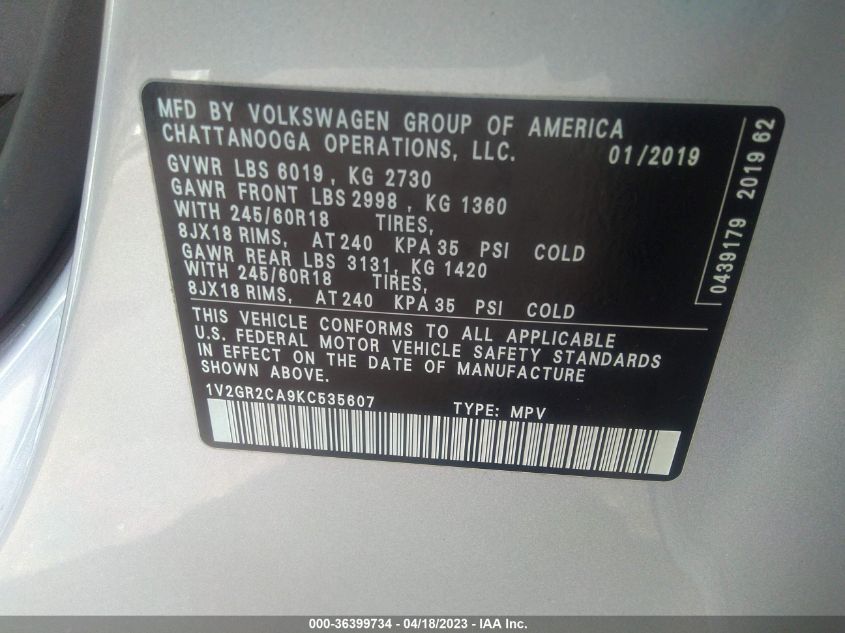 MFD BY VOLKSWAGEN GROUP OF AMERICA
CHATTANOOGA OPERATIONS, LLC. 01/2019
GVWR LBS 6019, KG 2730
GAWR FRONT LBS 2998, KG 1360
WITH 245/60R18 TIRES,
8JX18 RIMS, AT 240 KPA 35 PSI COLD
GAWR REAR LBS 3131, KG 1420
WITH 245/60R18 TIRES,
8JX18 RIMS, AT 240 KPA 35 PSI COLD
THIS VEHICLE CONFORMS TO ALL APPLICABLE
U.S. FEDERAL MOTOR VEHICLE SAFETY STANDARDS
IN EFFECT ON THE DATE OF MANUFACTURE
SHOWN ABOVE.
1V2GR2CA9KC535607 TYPE: MPV
0439179 2019 62
000-36399734 - 04/18/2023 - IAA Inc.